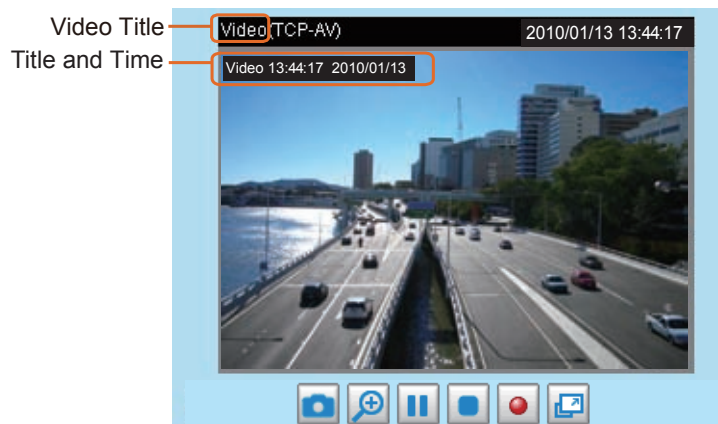 Video Title
Video(TCP-AV) 2010/01/13 13:44:17
Title and Time
Video 13:44:17 2010/01/13